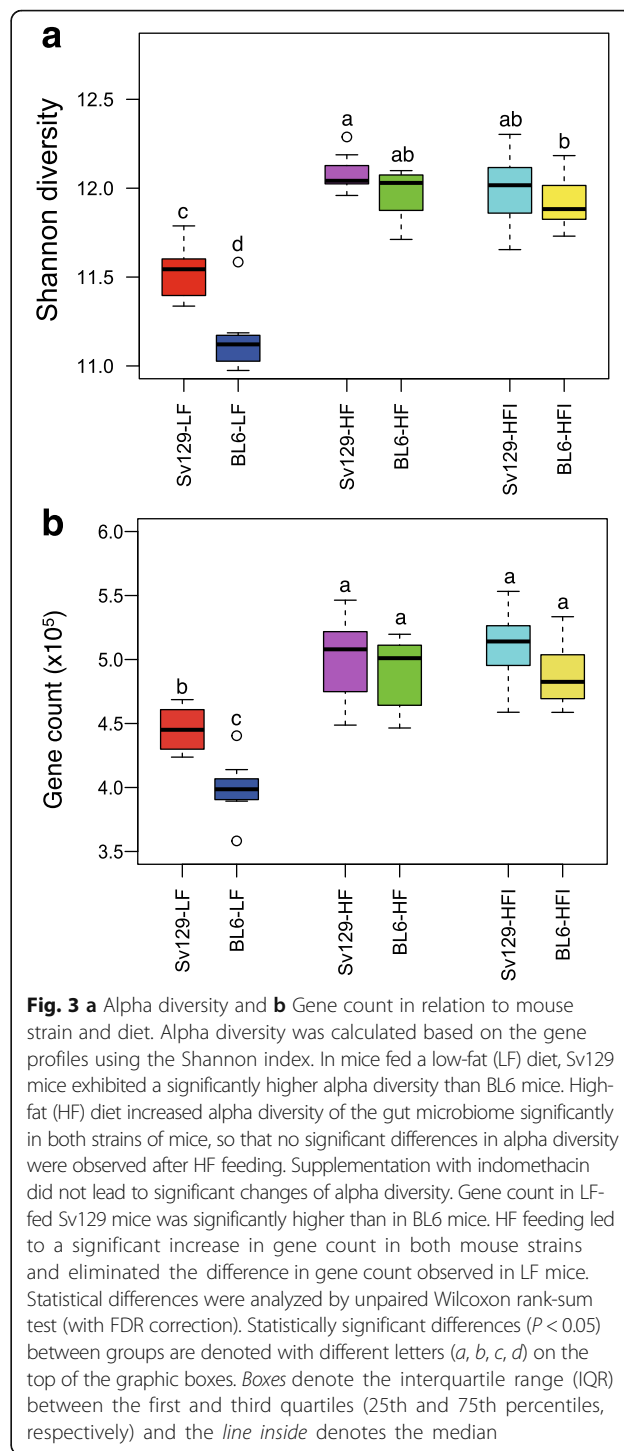 a
12.5
12.0
11.5
11.0
Shannon diversity
c
d
a
ab
ab
b
Sv129-LF
BL6-LF
Sv129-HF
BL6-HF
Sv129-HFI
BL6-HFI
b
6.0
5.5
5.0
4.5
4.0
3.5
Gene count (x10⁵)
b
c
a
a
a
a
Sv129-LF
BL6-LF
Sv129-HF
BL6-HF
Sv129-HFI
BL6-HFI
Fig. 3 a Alpha diversity and b Gene count in relation to mouse
strain and diet. Alpha diversity was calculated based on the gene
profiles using the Shannon index. In mice fed a low-fat (LF) diet, Sv129
mice exhibited a significantly higher alpha diversity than BL6 mice. High-
fat (HF) diet increased alpha diversity of the gut microbiome significantly
in both strains of mice, so that no significant differences in alpha diversity
were observed after HF feeding. Supplementation with indomethacin
did not lead to significant changes of alpha diversity. Gene count in LF-
fed Sv129 mice was significantly higher than in BL6 mice. HF feeding led
to a significant increase in gene count in both mouse strains
and eliminated the difference in gene count observed in LF mice.
Statistical differences were analyzed by unpaired Wilcoxon rank-sum
test (with FDR correction). Statistically significant differences (P < 0.05)
between groups are denoted with different letters (a, b, c, d) on the
top of the graphic boxes. Boxes denote the interquartile range (IQR)
between the first and third quartiles (25th and 75th percentiles,
respectively) and the line inside denotes the median